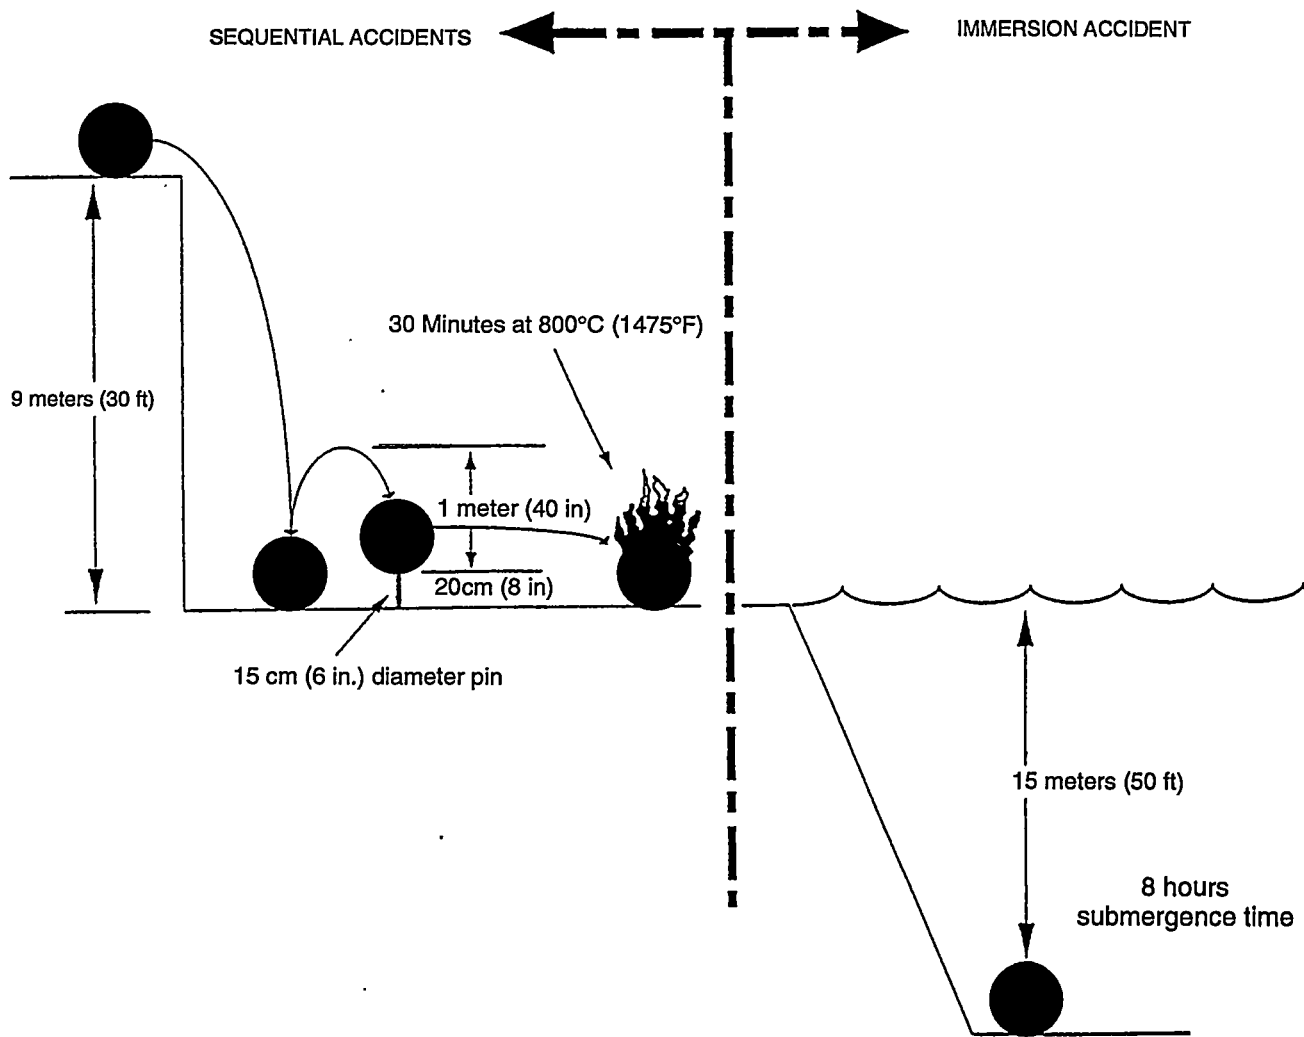 SEQUENTIAL ACCIDENTS
IMMERSION ACCIDENT
30 Minutes at 800°C (1475°F)
9 meters (30 ft)
1 meter (40 in)
20cm (8 in)
15 cm (6 in.) diameter pin
15 meters (50 ft)
8 hours
submergence time